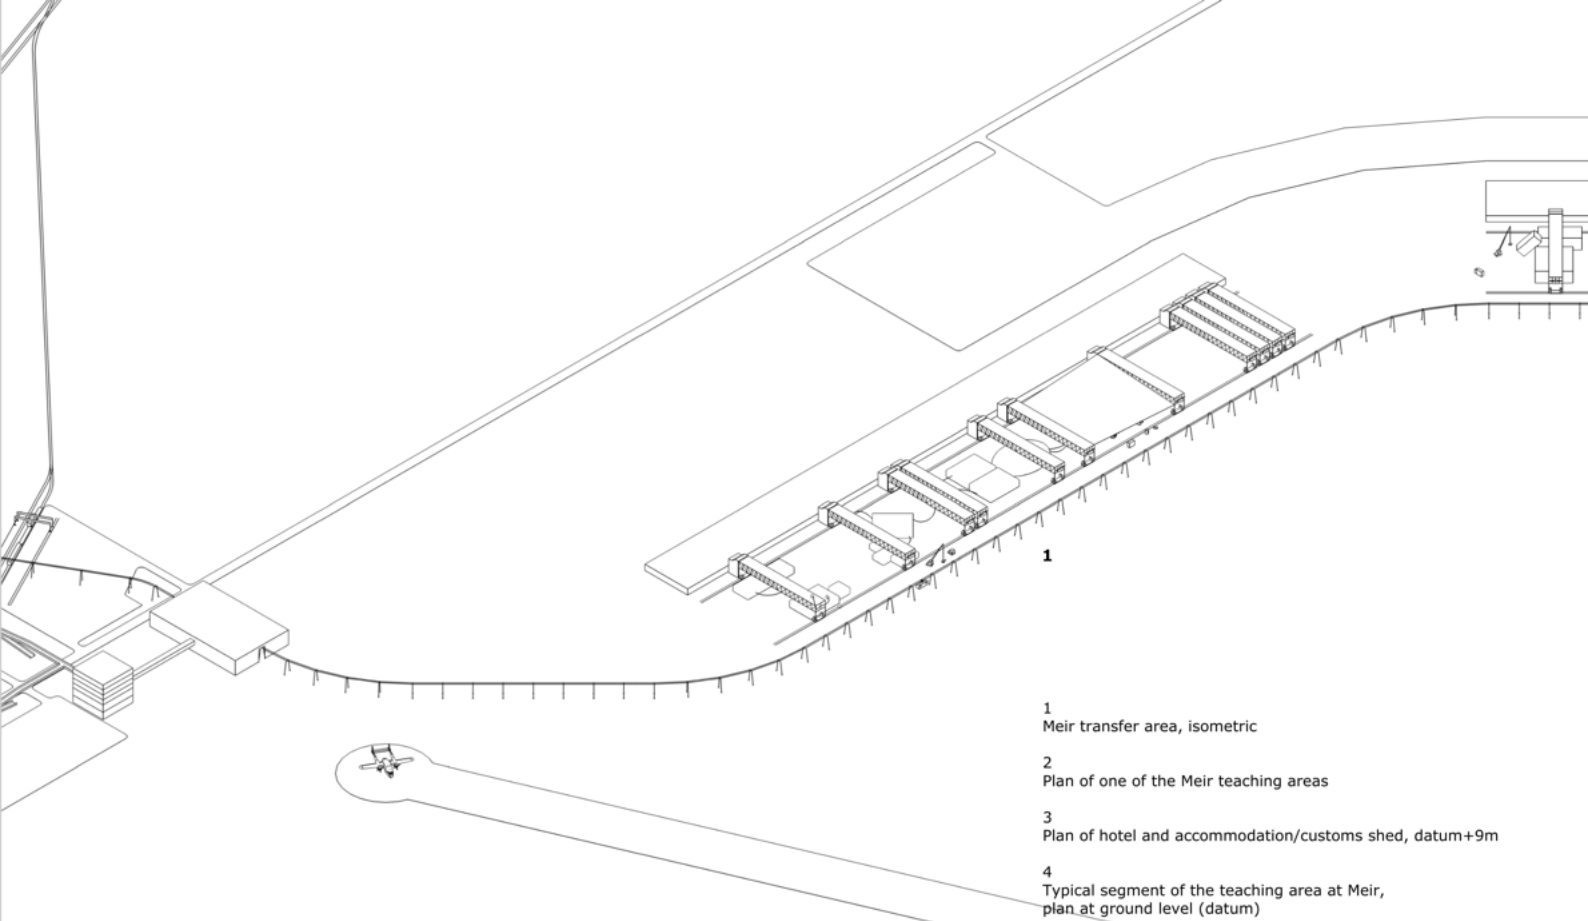 1
1
Meir transfer area, isometric
2
Plan of one of the Meir teaching areas
3
Plan of hotel and accommodation/customs shed, datum+9m
4
Typical segment of the teaching area at Meir,
plan at ground level (datum)